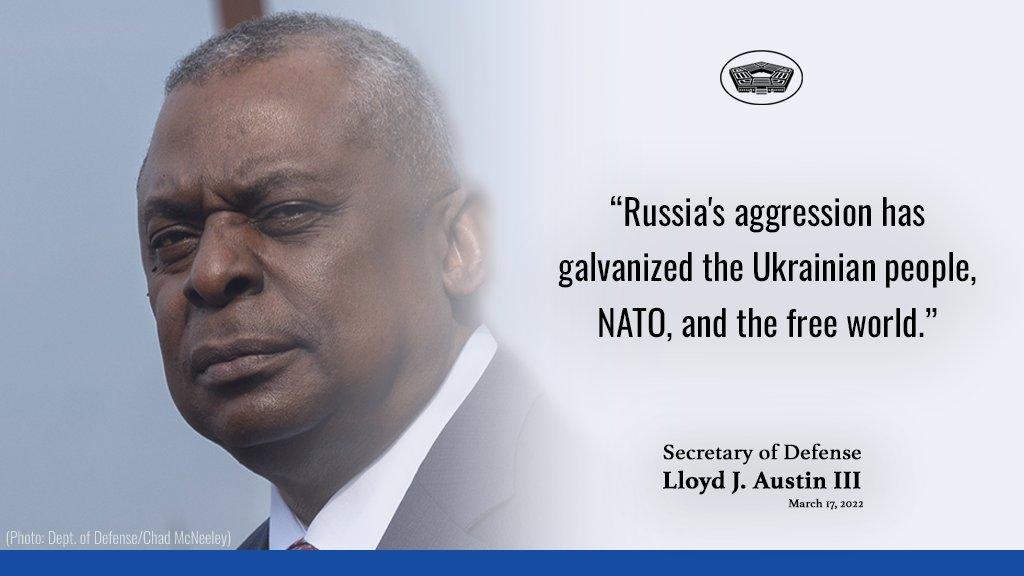 “Russia's aggression has
galvanized the Ukrainian people,
NATO, and the free world.”
Secretary of Defense
Lloyd J. Austin III
March 17, 2022
(Photo: Dept. of Defense/Chad McNeeley)